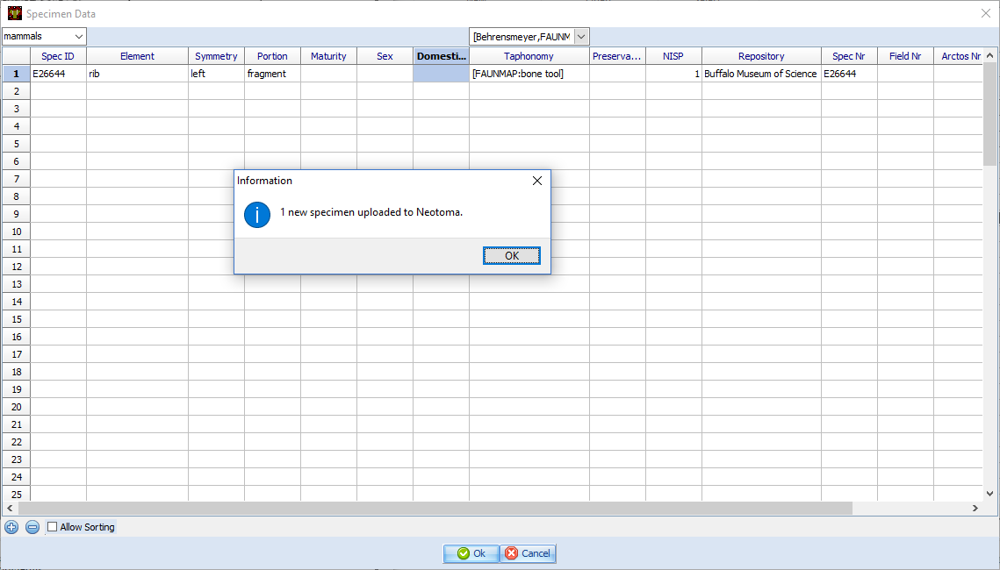 Specimen Data
mammals [Behrensmeyer,FAUNM
Spec ID Element Symmetry Portion Maturity Sex Domesti... Taphonomy Preserva... NISP Repository Spec Nr Field Nr Arctos Nr
1 E26644 rib left fragment [FAUNMAP:bone tool] 1 Buffalo Museum of Science E26644
2
3
4
5
6
7
8
9
10
11
12
13
14
15
16
17
18
19
20
21
22
23
24
25
Information
1 new specimen uploaded to Neotoma.
OK
Allow Sorting
Ok Cancel